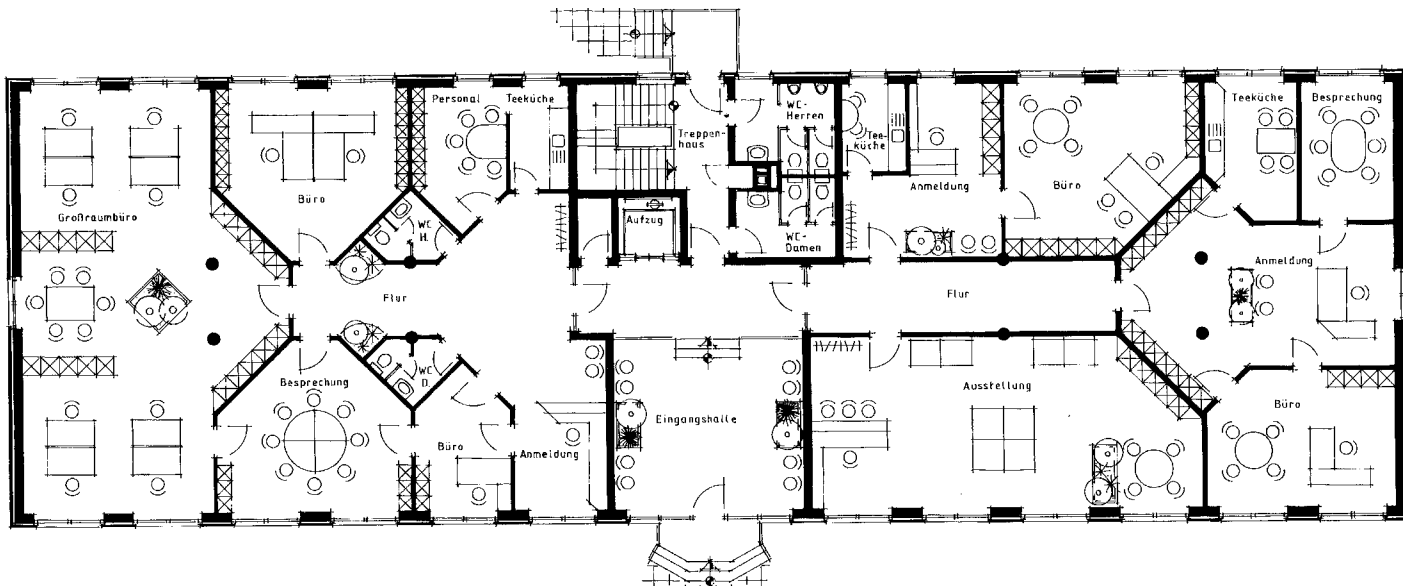 Personal
Teeküche
WC-
Herren
Treppen-
haus
Tee-
küche
Teeküche
Besprechung
Büro
Anmeldung
Büro
Großraumbüro
WC
H.
Aufzug
WC-
Damen
Anmeldung
Flur
Flur
Besprechung
WC
D.
Ausstellung
Eingangshalle
Büro
Anmeldung
Büro